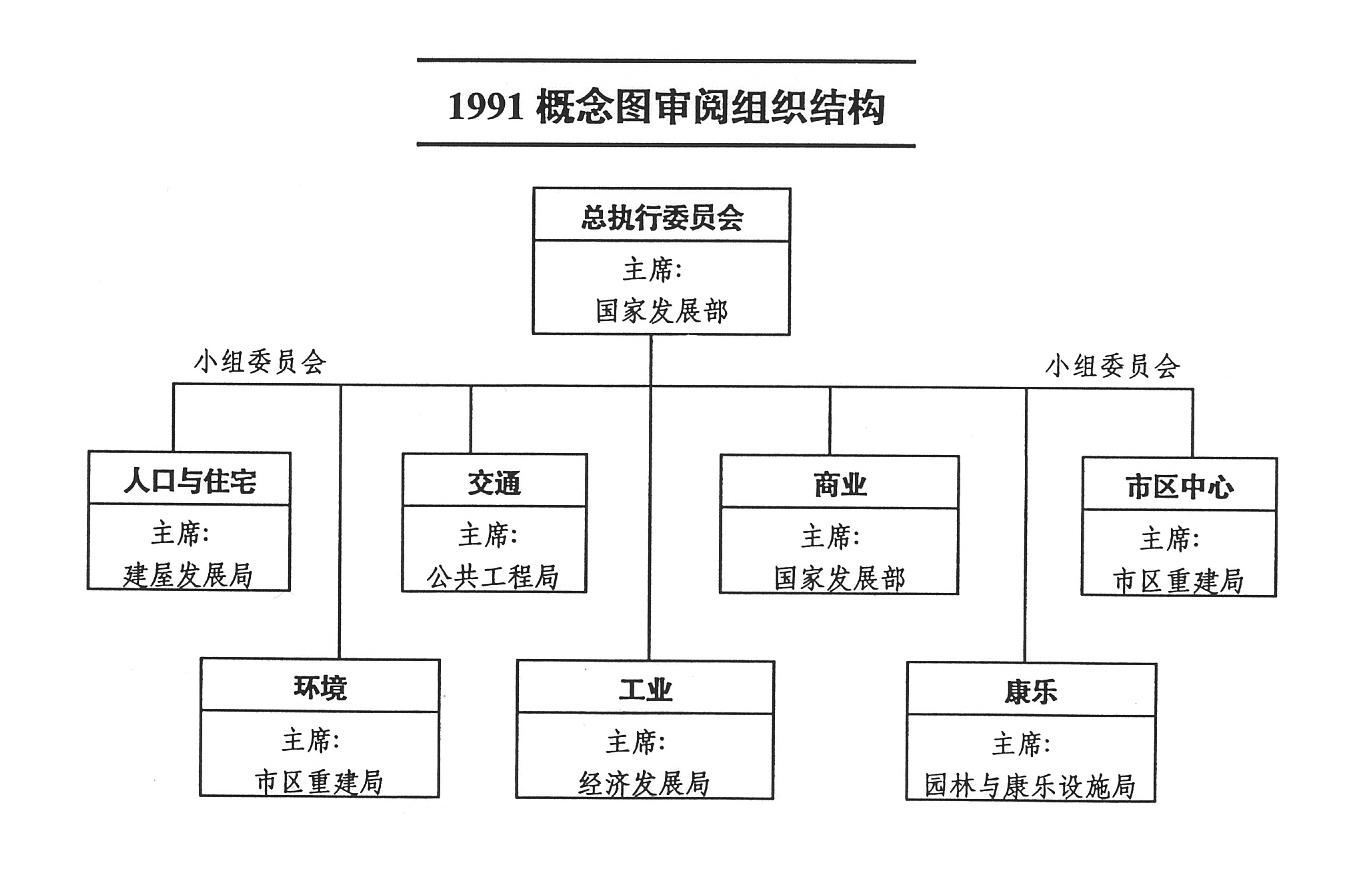 1991 概念图审阅组织结构
总执行委员会
主席:
国家发展部
小组委员会
小组委员会
人口与住宅
主席:
建屋发展局
交通
主席:
公共工程局
商业
主席:
国家发展部
市区中心
主席:
市区重建局
环境
主席:
市区重建局
工业
主席:
经济发展局
康乐
主席:
园林与康乐设施局